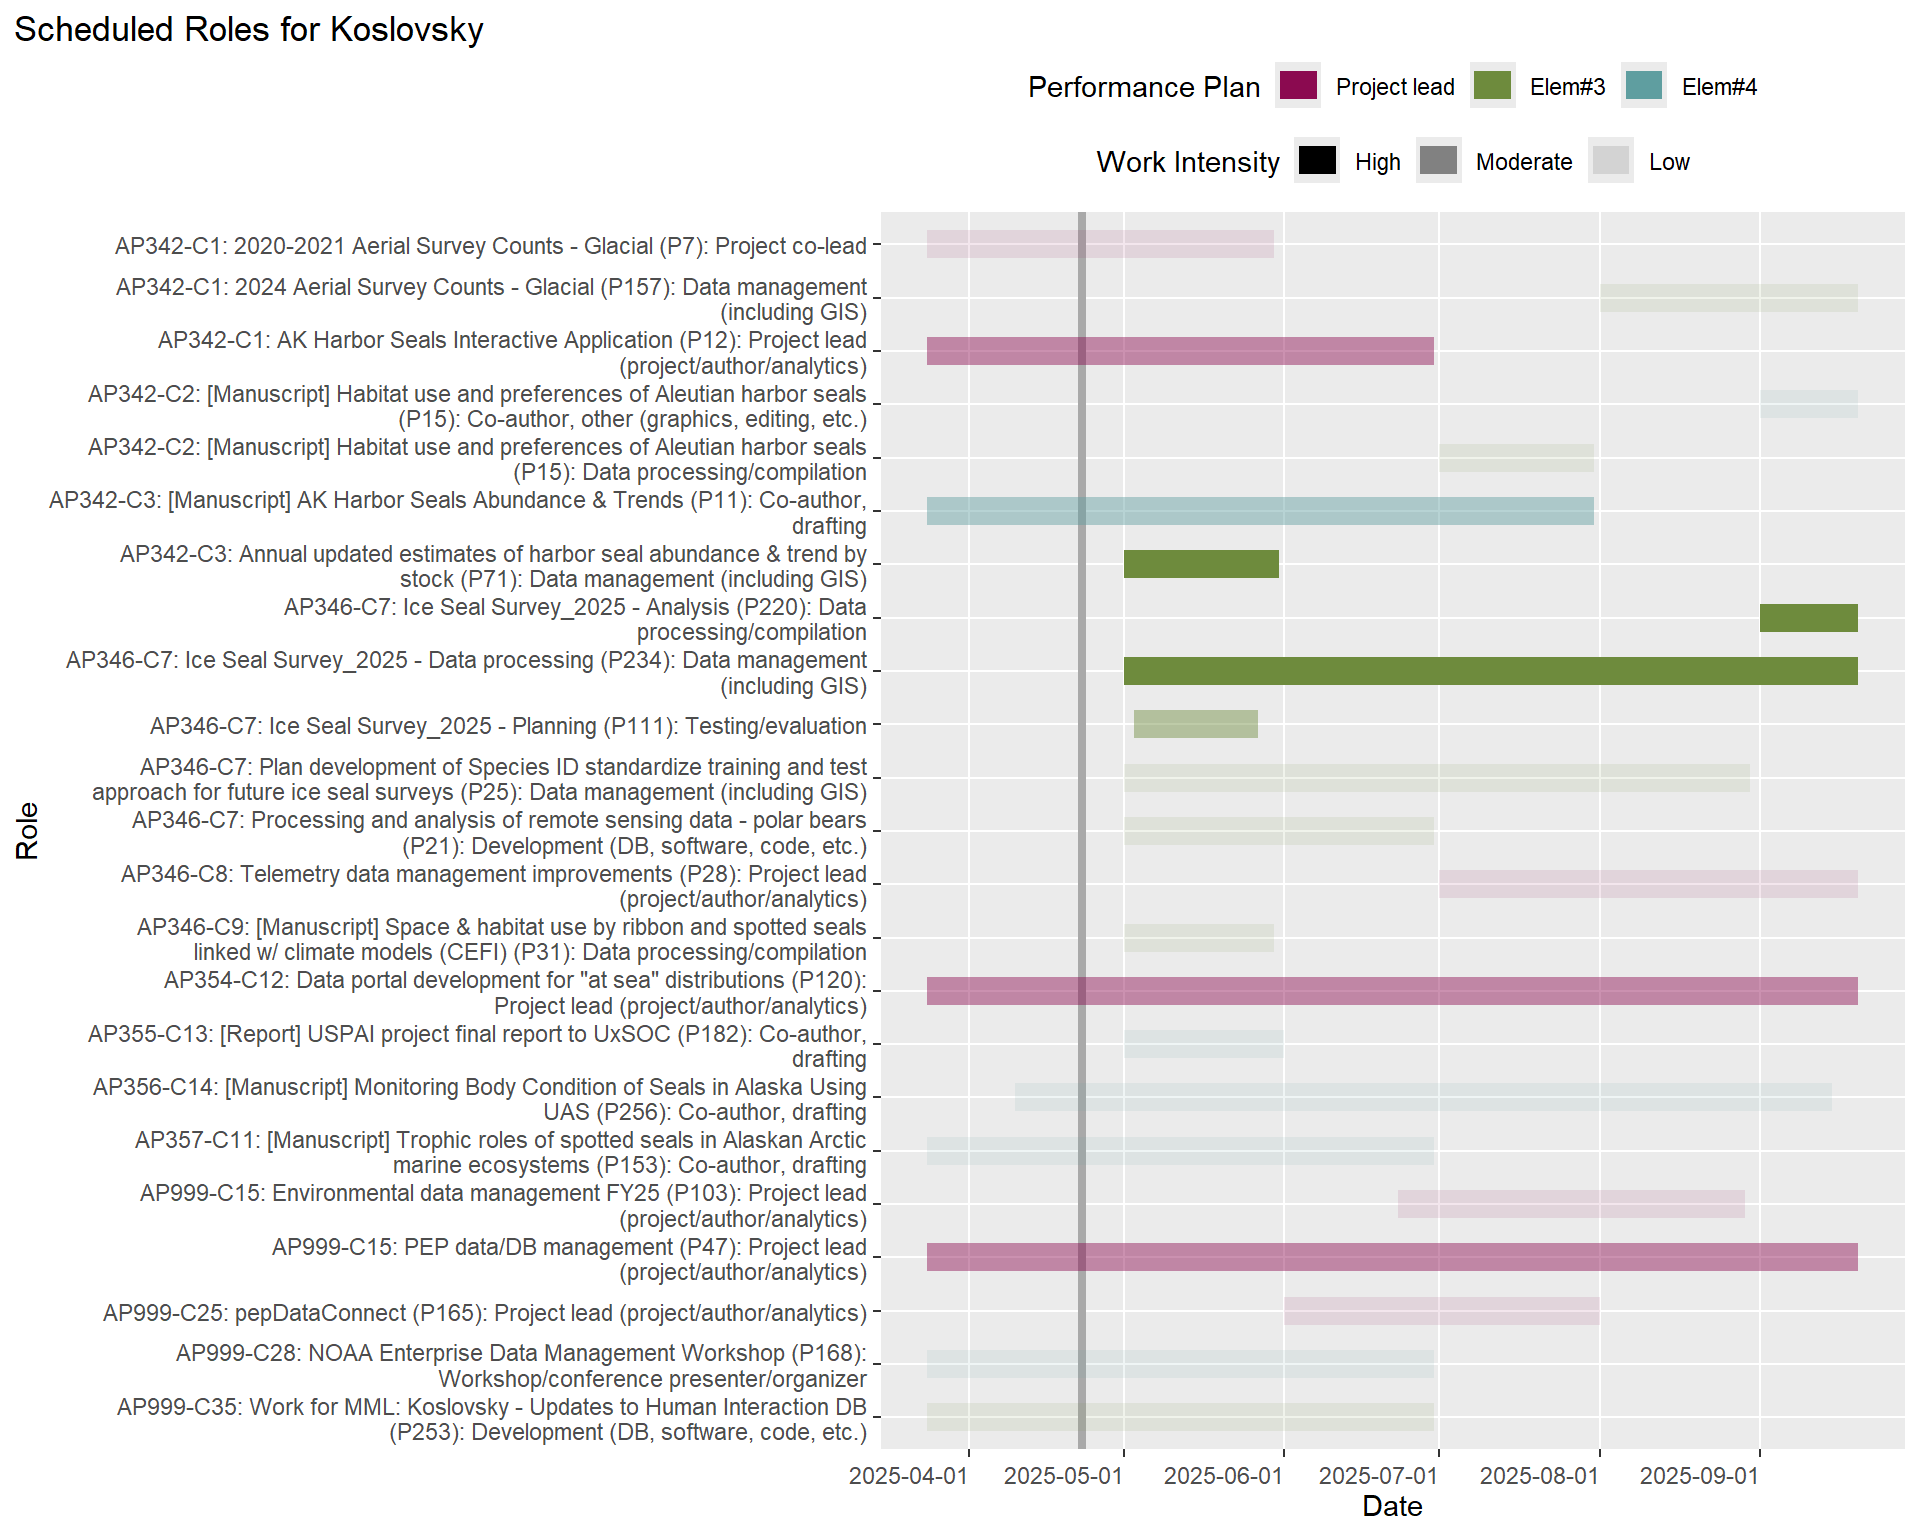 Scheduled Roles for Koslovsky
Performance Plan Project lead Elem#3 Elem#4
Work Intensity High Moderate Low
AP342-C1: 2020-2021 Aerial Survey Counts - Glacial (P7): Project co-lead
AP342-C1: 2024 Aerial Survey Counts - Glacial (P157): Data management
(including GIS)
AP342-C1: AK Harbor Seals Interactive Application (P12): Project lead
(project/author/analytics)
AP342-C2: [Manuscript] Habitat use and preferences of Aleutian harbor seals
(P15): Co-author, other (graphics, editing, etc.)
AP342-C2: [Manuscript] Habitat use and preferences of Aleutian harbor seals
(P15): Data processing/compilation
AP342-C3: [Manuscript] AK Harbor Seals Abundance & Trends (P11): Co-author,
drafting
AP342-C3: Annual updated estimates of harbor seal abundance & trend by
stock (P71): Data management (including GIS)
AP346-C7: Ice Seal Survey_2025 - Analysis (P220): Data
processing/compilation
AP346-C7: Ice Seal Survey_2025 - Data processing (P234): Data management
(including GIS)
AP346-C7: Ice Seal Survey_2025 - Planning (P111): Testing/evaluation
AP346-C7: Plan development of Species ID standardize training and test
approach for future ice seal surveys (P25): Data management (including GIS)
AP346-C7: Processing and analysis of remote sensing data - polar bears
(P21): Development (DB, software, code, etc.)
AP346-C8: Telemetry data management improvements (P28): Project lead
(project/author/analytics)
AP346-C9: [Manuscript] Space & habitat use by ribbon and spotted seals
linked w/ climate models (CEFI) (P31): Data processing/compilation
AP354-C12: Data portal development for "at sea" distributions (P120):
Project lead (project/author/analytics)
AP355-C13: [Report] USPAI project final report to UxSOC (P182): Co-author,
drafting
AP356-C14: [Manuscript] Monitoring Body Condition of Seals in Alaska Using
UAS (P256): Co-author, drafting
AP357-C11: [Manuscript] Trophic roles of spotted seals in Alaskan Arctic
marine ecosystems (P153): Co-author, drafting
AP999-C15: Environmental data management FY25 (P103): Project lead
(project/author/analytics)
AP999-C15: PEP data/DB management (P47): Project lead
(project/author/analytics)
AP999-C25: pepDataConnect (P165): Project lead (project/author/analytics)
AP999-C28: NOAA Enterprise Data Management Workshop (P168):
Workshop/conference presenter/organizer
AP999-C35: Work for MML: Koslovsky - Updates to Human Interaction DB
(P253): Development (DB, software, code, etc.)
Role
2025-04-01 2025-05-01 2025-06-01 2025-07-01 2025-08-01 2025-09-01
Date